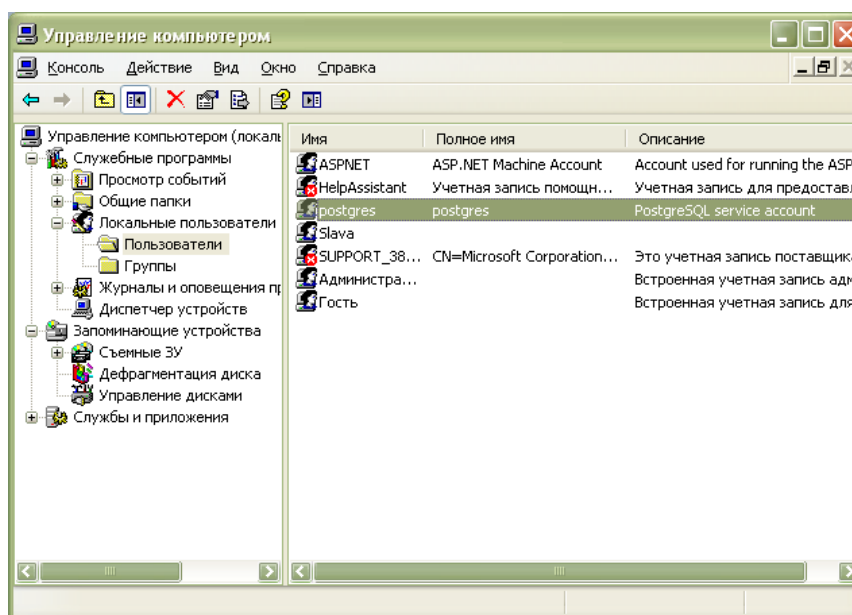 Управление компьютером
Консоль Действие Вид Окно Справка
Управление компьютером (локаль
Служебные программы
Просмотр событий
Общие папки
Локальные пользователи
Пользователи
Группы
Журналы и оповещения пр
Диспетчер устройств
Запоминающие устройства
Съемные ЗУ
Дефрагментация диска
Управление дисками
Службы и приложения
Имя Полное имя Описание
ASPNET ASP.NET Machine Account Account used for running the ASP
HelpAssistant Учетная запись помощн... Учетная запись для предостав
postgres postgres PostgreSQL service account
Slava
SUPPORT_38... CN=Microsoft Corporation... Это учетная запись поставщика
Администра... Встроенная учетная запись адм
Гость Встроенная учетная запись для